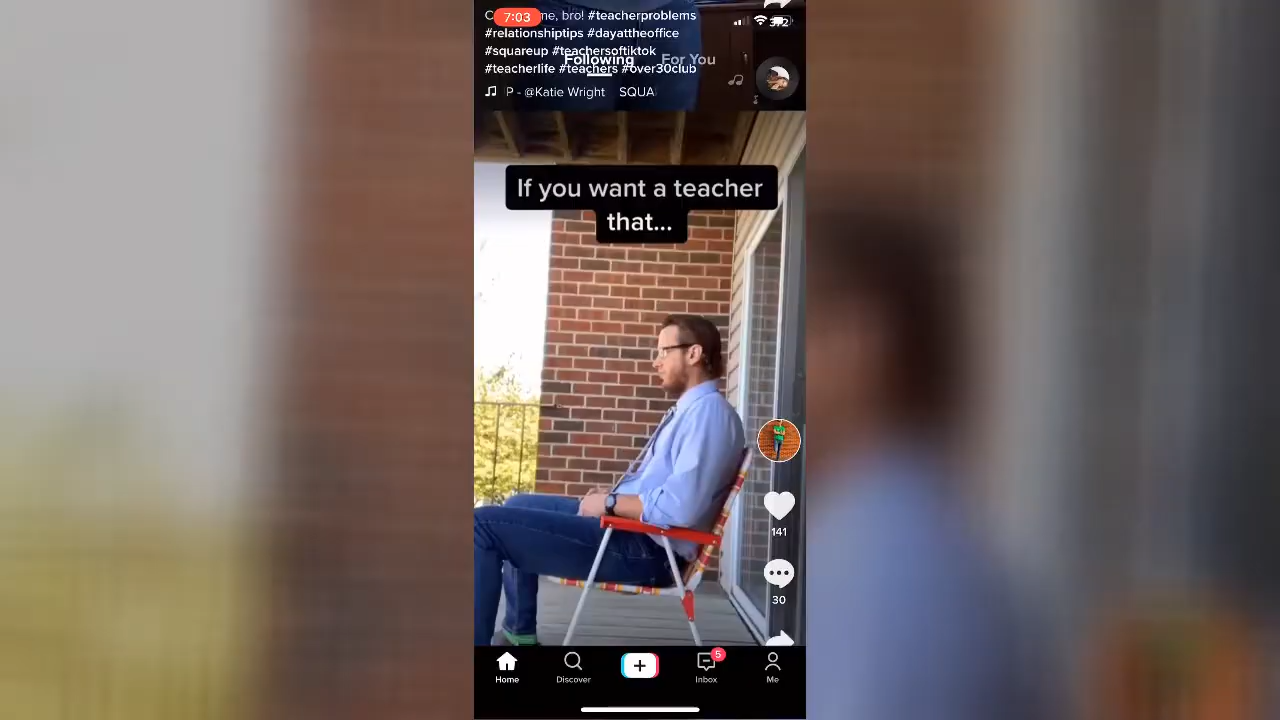 7:03
me, bro! #teacherproblems
#relationshiptips #dayattheoffice
#squareup #teachersoftiktok
#teacherlife #teachers #over30club
Following
For You
P - @Katie Wright SQUA
372
If you want a teacher
that...
141
30
Home
Discover
5
Inbox
Me